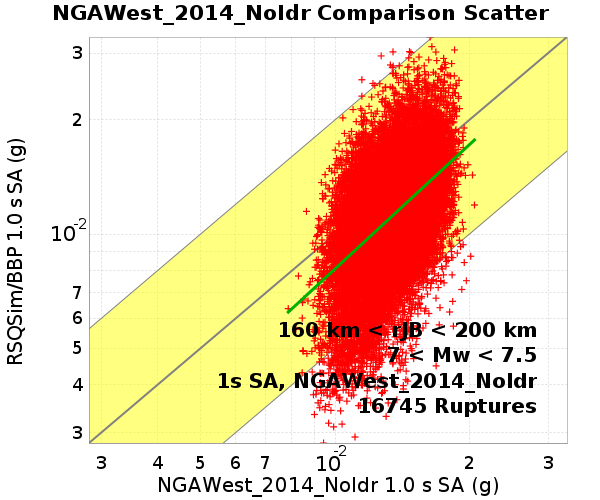 NGAWest_2014_NoIdr Comparison Scatter
RSQSim/BBP 1.0 s SA (g)
3
2
10-2
7
6
5
4
3
160 km < rJB < 200 km
7 < Mw < 7.5
1s SA, NGAWest_2014_NoIdr
16745 Ruptures
3 4 5 6 7 10-2 2 3
NGAWest_2014_NoIdr 1.0 s SA (g)